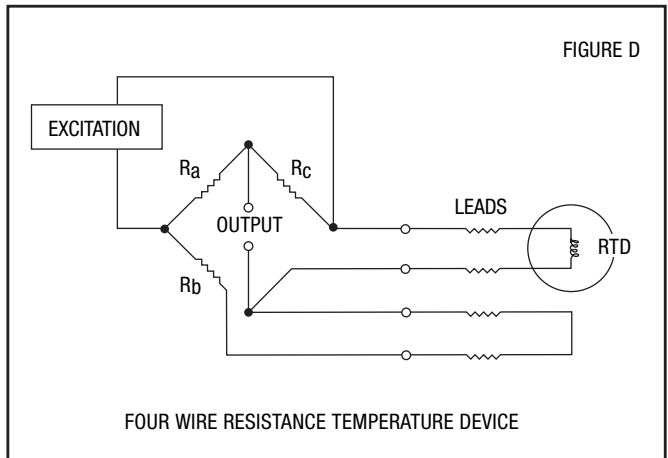 FIGURE D
EXCITATION
Ra
Rc
LEADS
OUTPUT
RTD
Rb
FOUR WIRE RESISTANCE TEMPERATURE DEVICE